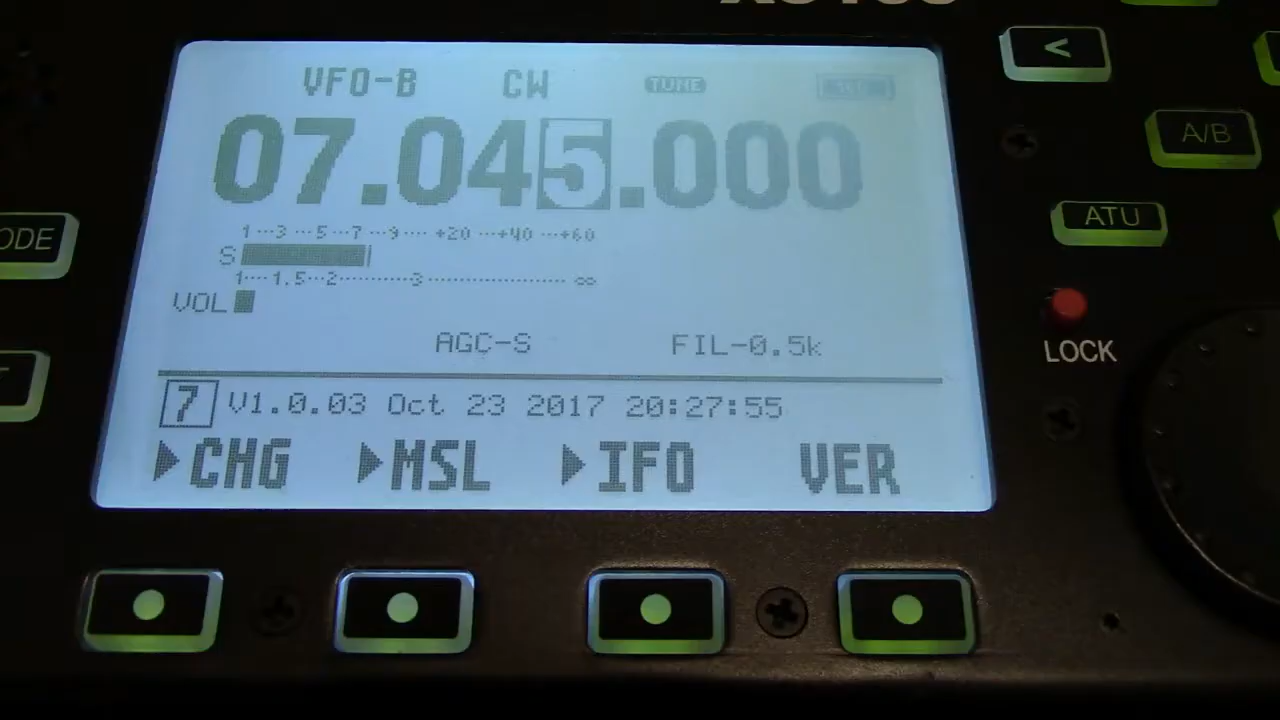 VFO-B CW TUNE
<
07.045.000
A/B
1···3···5···7···9···· +20 ···+40 ···+60
ATU
ODE
S
1···· 1.5···2···········3····················∞
VOL
AGC-S FIL-0.5k
LOCK
7 V1.0.03 Oct 23 2017 20:27:55
▶CHG ▶MSL ▶IFO VER